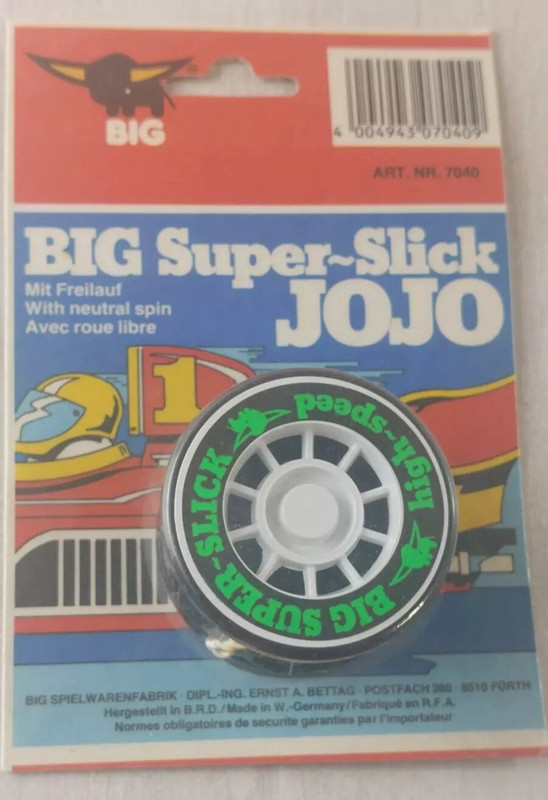 BIG
4 004943 070409
ART. NR. 7040
BIG Super~Slick
JOJO
Mit Freilauf
With neutral spin
Avec roue libre
1
BIG SUPER~SLICK
high~speed
BIG SPIELWARENFABRIK · DIPL.-ING. ERNST A. BETTAG · POSTFACH 260 · 8510 FÜRTH
Hergestellt in B.R.D./Made in W.-Germany/Fabriqué en R.F.A.
Normes obligatoires de securite garanties par l'importateur